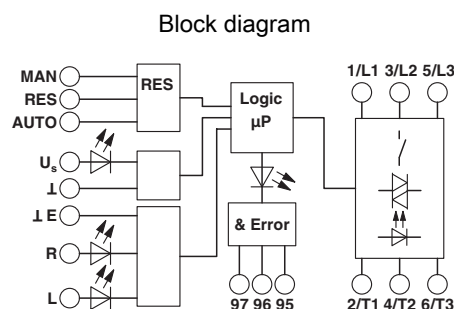 Block diagram
MAN
RES
AUTO
RES
Logic
µP
1/L1 3/L2 5/L3
Us
⊥
⊥ E
R
L
& Error
97 96 95
2/T1 4/T2 6/T3